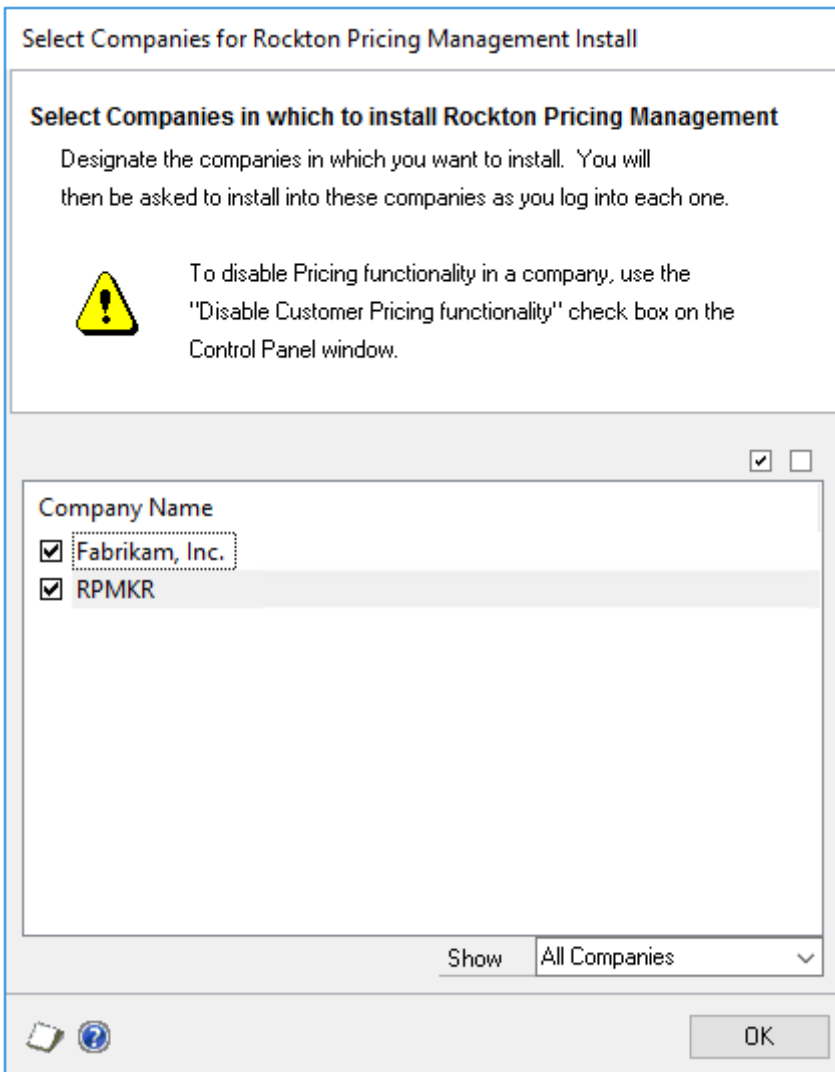 Select Companies for Rockton Pricing Management Install
Select Companies in which to install Rockton Pricing Management
Designate the companies in which you want to install. You will
then be asked to install into these companies as you log into each one.
To disable Pricing functionality in a company, use the
"Disable Customer Pricing functionality" check box on the
Control Panel window.
Company Name
Fabrikam, Inc.
RPMKR
Show All Companies
OK